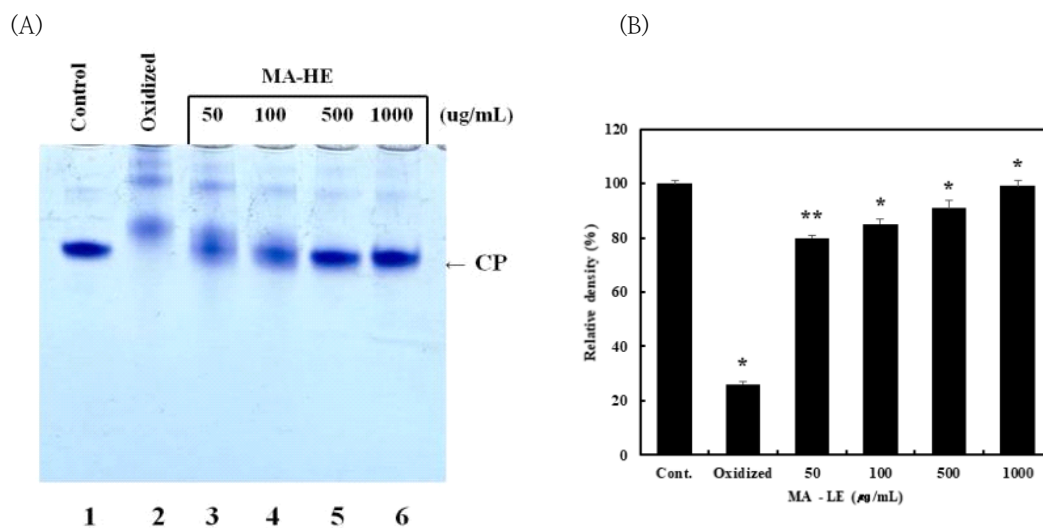 (A)
Control
Oxidized
MA-HE
50 100 500 1000 (ug/mL)
← CP
1 2 3 4 5 6
(B)
120
100
80
60
40
20
0
Relative density (%)
*
**
*
*
*
Cont. Oxidized 50 100 500 1000
MA - LE (μg/mL)